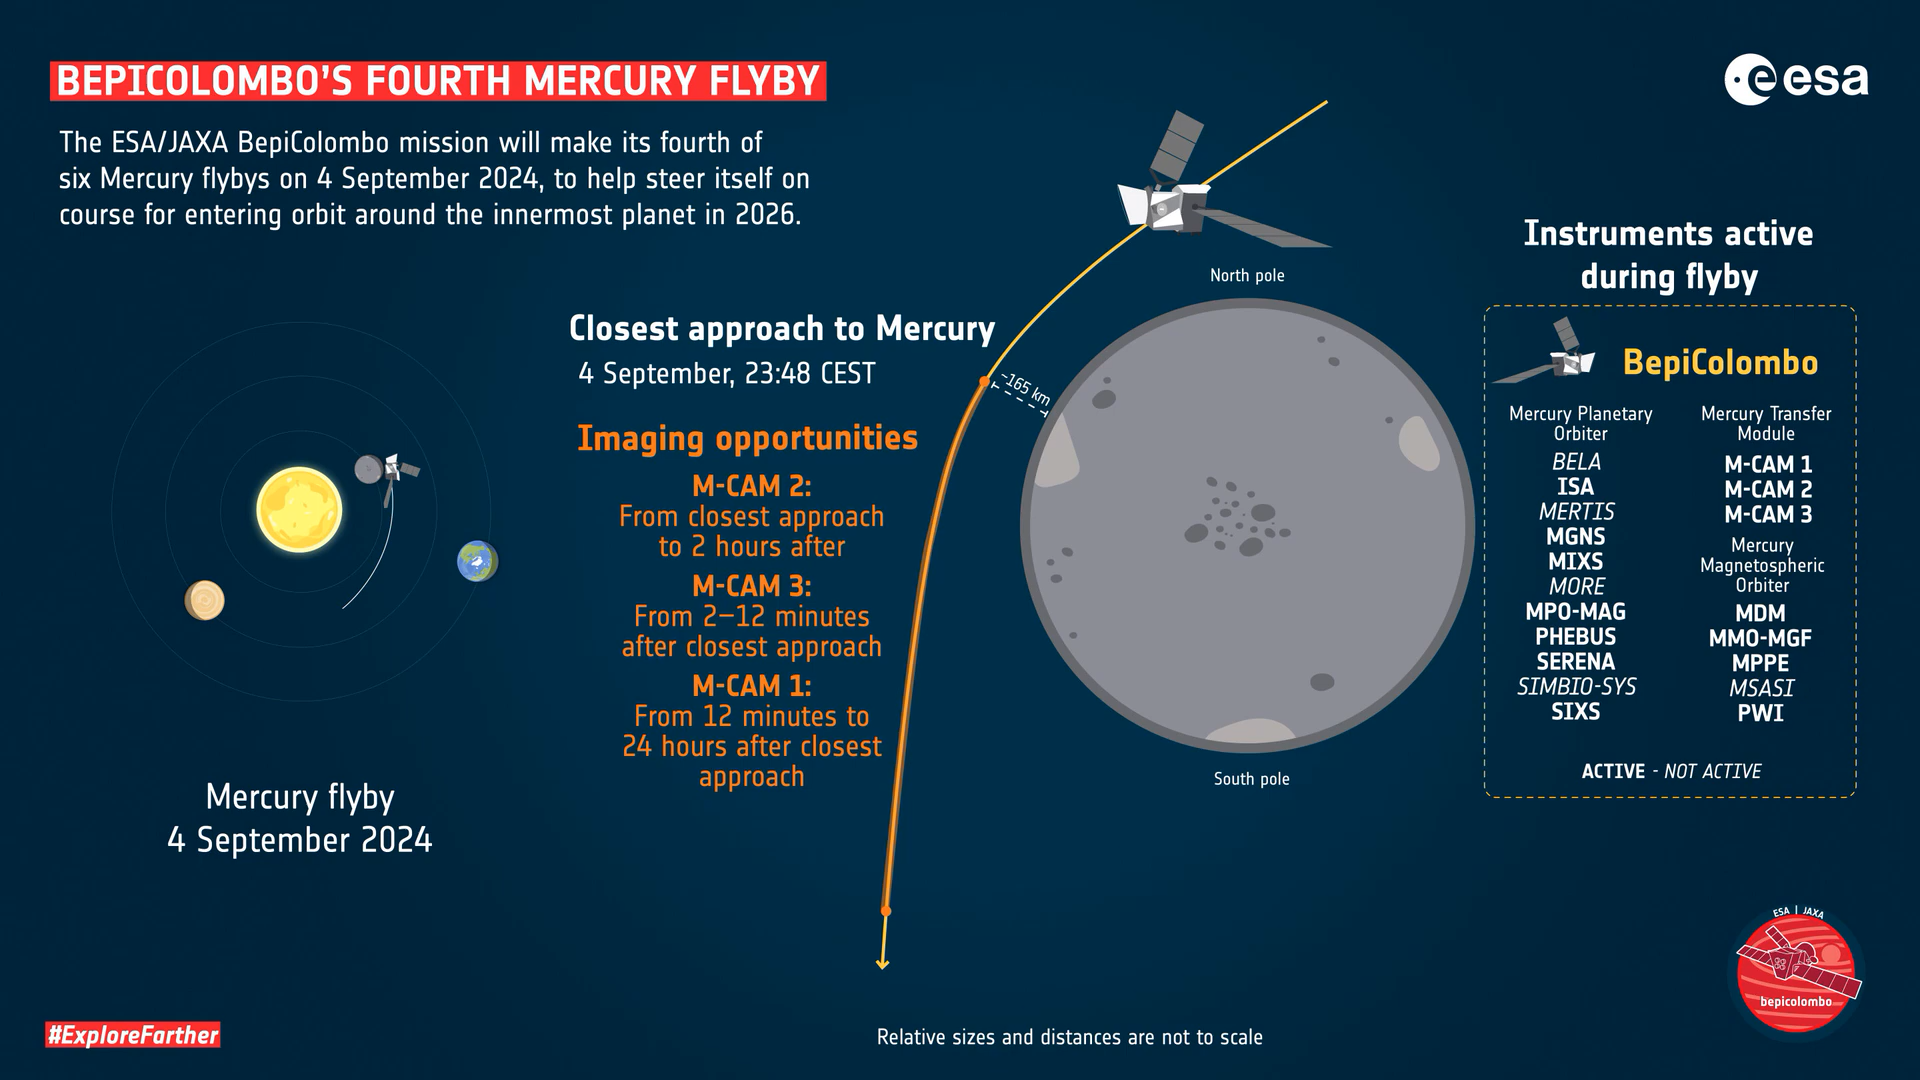 BEPICOLOMBO'S FOURTH MERCURY FLYBY
The ESA/JAXA BepiColombo mission will make its fourth of
six Mercury flybys on 4 September 2024, to help steer itself on
course for entering orbit around the innermost planet in 2026.
esa
Closest approach to Mercury
4 September, 23:48 CEST
Imaging opportunities
M-CAM 2:
From closest approach
to 2 hours after
M-CAM 3:
From 2–12 minutes
after closest approach
M-CAM 1:
From 12 minutes to
24 hours after closest
approach
Mercury flyby
4 September 2024
North pole
~165 km
South pole
Instruments active
during flyby
BepiColombo
Mercury Planetary
Orbiter
BELA
ISA
MERTIS
MGNS
MIXS
MORE
MPO-MAG
PHEBUS
SERENA
SIMBIO-SYS
SIXS
Mercury Transfer
Module
M-CAM 1
M-CAM 2
M-CAM 3
Mercury
Magnetospheric
Orbiter
MDM
MMO-MGF
MPPE
MSASI
PWI
ACTIVE - NOT ACTIVE
ESA | JAXA
bepicolombo
#ExploreFarther
Relative sizes and distances are not to scale